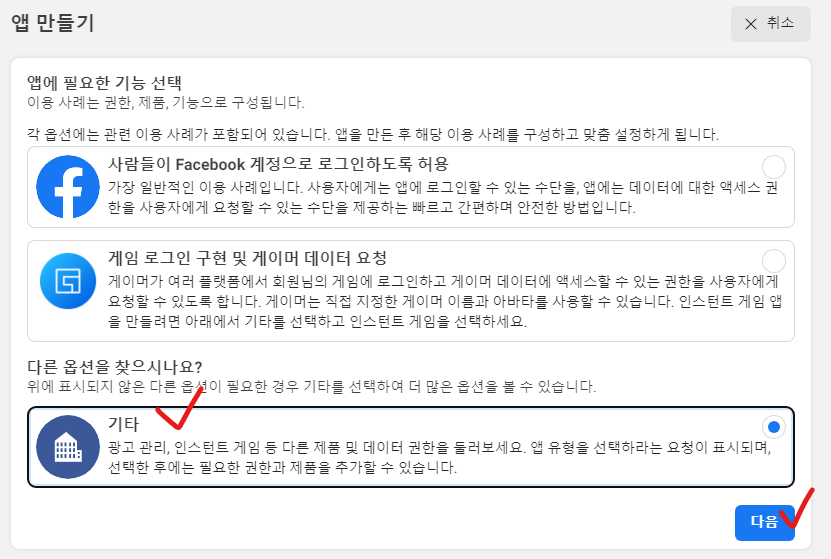 앱 만들기
취소
앱에 필요한 기능 선택
이용 사례는 권한, 제품, 기능으로 구성됩니다.
각 옵션에는 관련 이용 사례가 포함되어 있습니다. 앱을 만든 후 해당 이용 사례를 구성하고 맞춤 설정하게 됩니다.
사람들이 Facebook 계정으로 로그인하도록 허용
가장 일반적인 이용 사례입니다. 사용자에게는 앱에 로그인할 수 있는 수단을, 앱에는 데이터에 대한 액세스 권
한을 사용자에게 요청할 수 있는 수단을 제공하는 빠르고 간편하며 안전한 방법입니다.
게임 로그인 구현 및 게이머 데이터 요청
게이머가 여러 플랫폼에서 회원님의 게임에 로그인하고 게이머 데이터에 액세스할 수 있는 권한을 사용자에게
요청할 수 있도록 합니다. 게이머는 직접 지정한 게이머 이름과 아바타를 사용할 수 있습니다. 인스턴트 게임 앱
을 만들려면 아래에서 기타를 선택하고 인스턴트 게임을 선택하세요.
다른 옵션을 찾으시나요?
위에 표시되지 않은 다른 옵션이 필요한 경우 기타를 선택하여 더 많은 옵션을 볼 수 있습니다.
기타
광고 관리, 인스턴트 게임 등 다른 제품 및 데이터 권한을 둘러보세요. 앱 유형을 선택하라는 요청이 표시되며,
선택한 후에는 필요한 권한과 제품을 추가할 수 있습니다.
다음